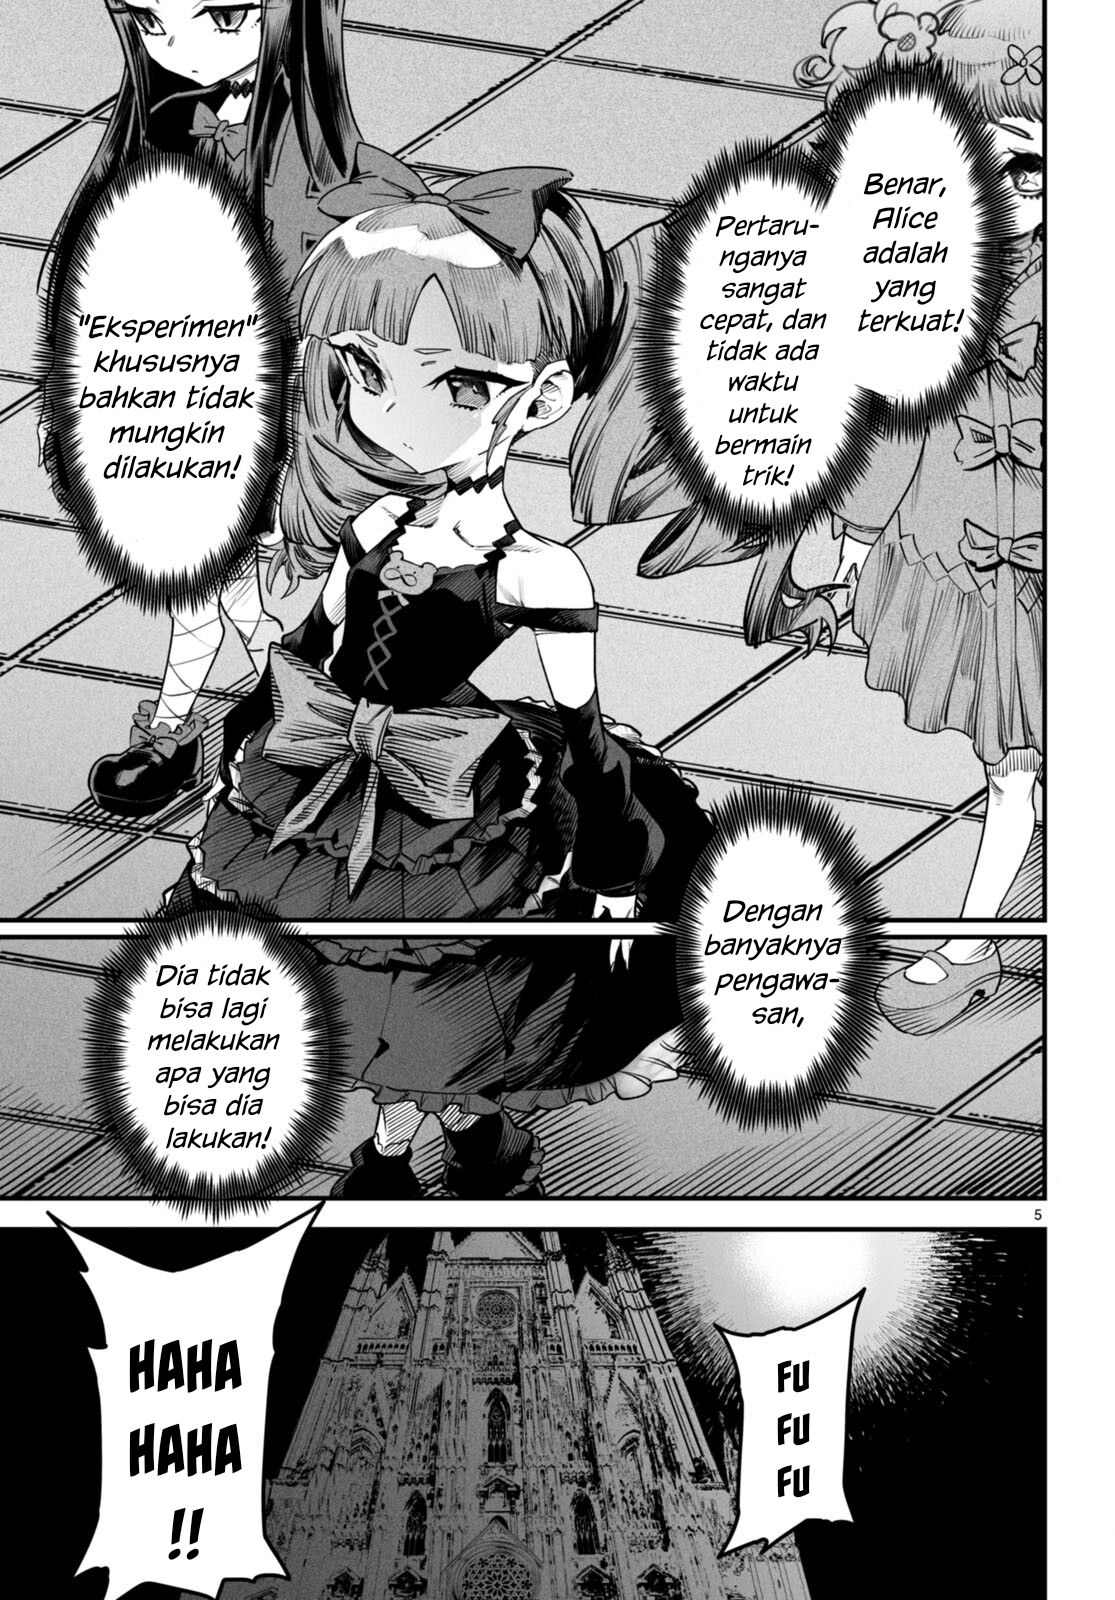 Benar,
Alice
adalah
yang
terkuat!
Pertaru-
nganya
sangat
cepat, dan
tidak ada
waktu
untuk
bermain
trik!
"Eksperimen"
khususnya
bahkan tidak
mungkin
dilakukan!
Dengan
banyaknya
pengawa-
san,
Dia tidak
bisa lagi
melakukan
apa yang
bisa dia
lakukan!
5
FU
FU
FU
HAHA
HAHA
!!